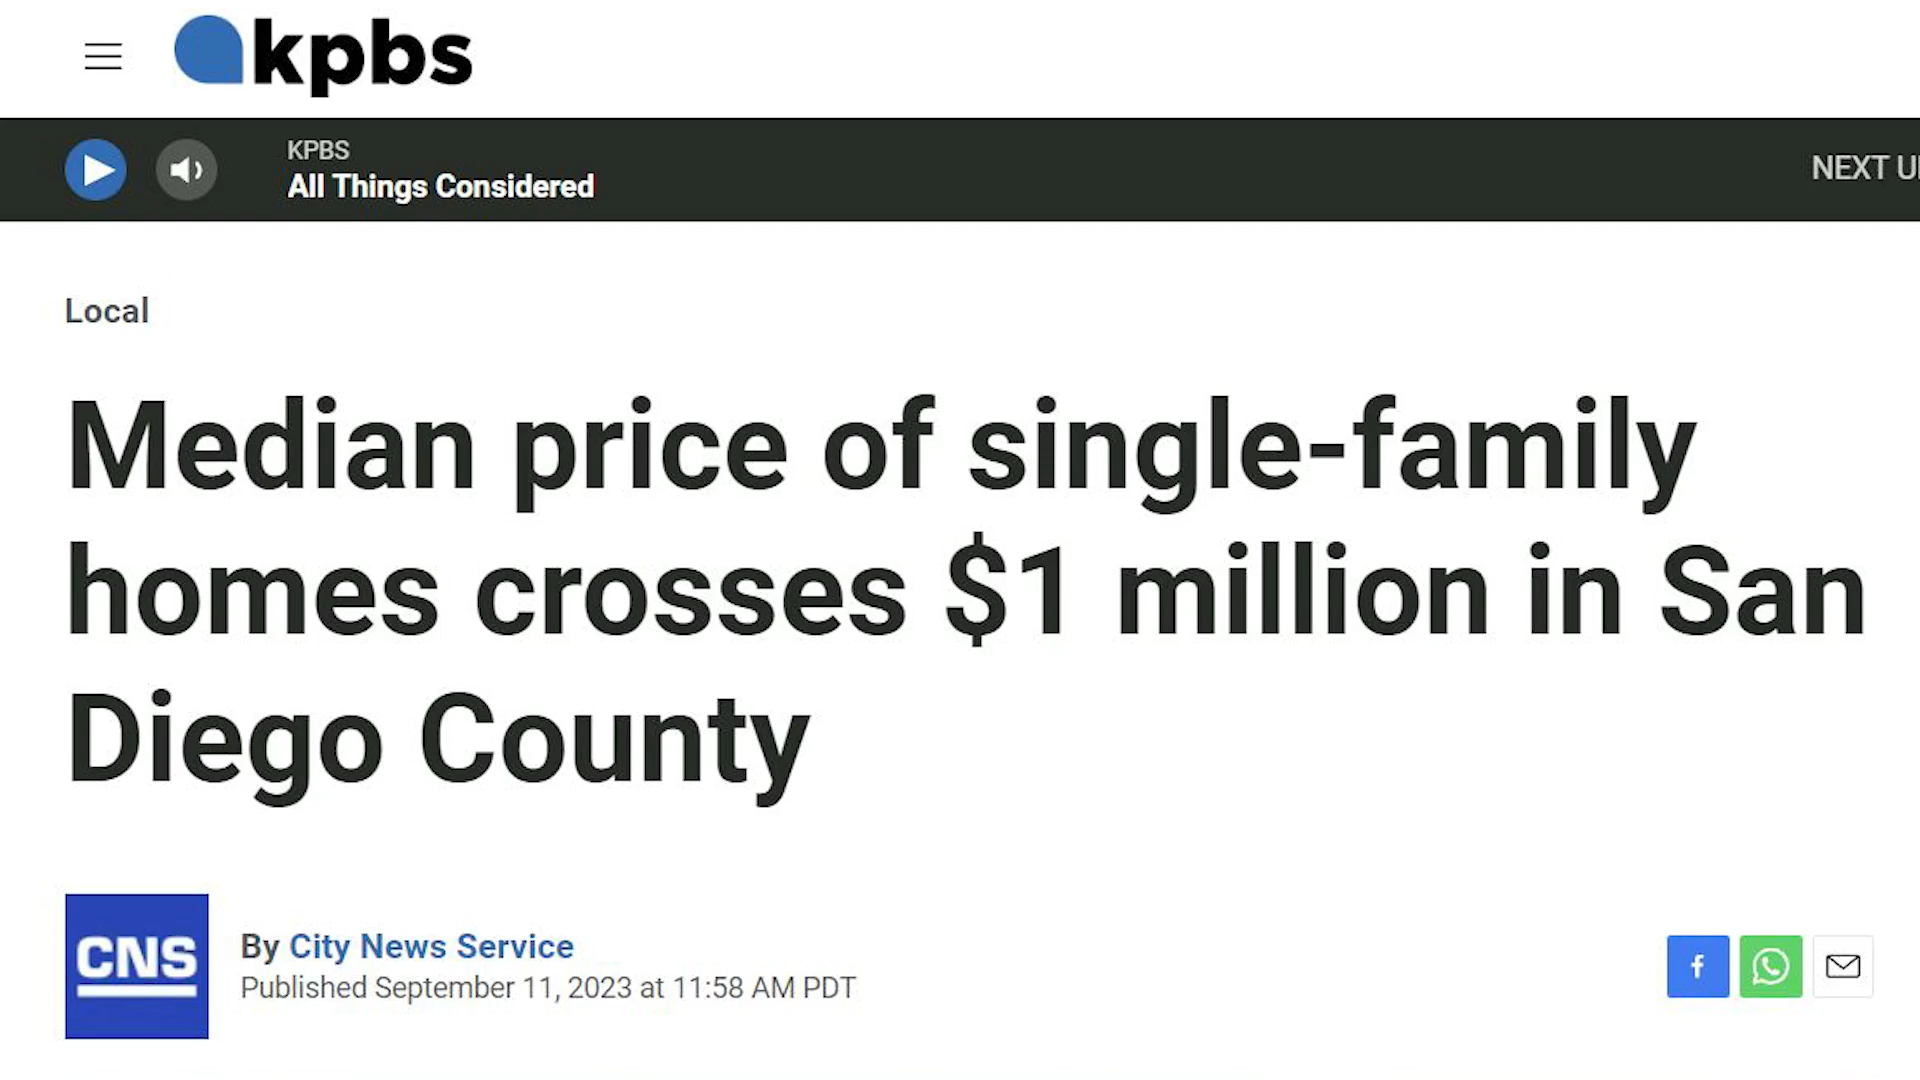 kpbs
KPBS
All Things Considered
NEXT U
Local
Median price of single-family
homes crosses $1 million in San
Diego County
CNS
By City News Service
Published September 11, 2023 at 11:58 AM PDT